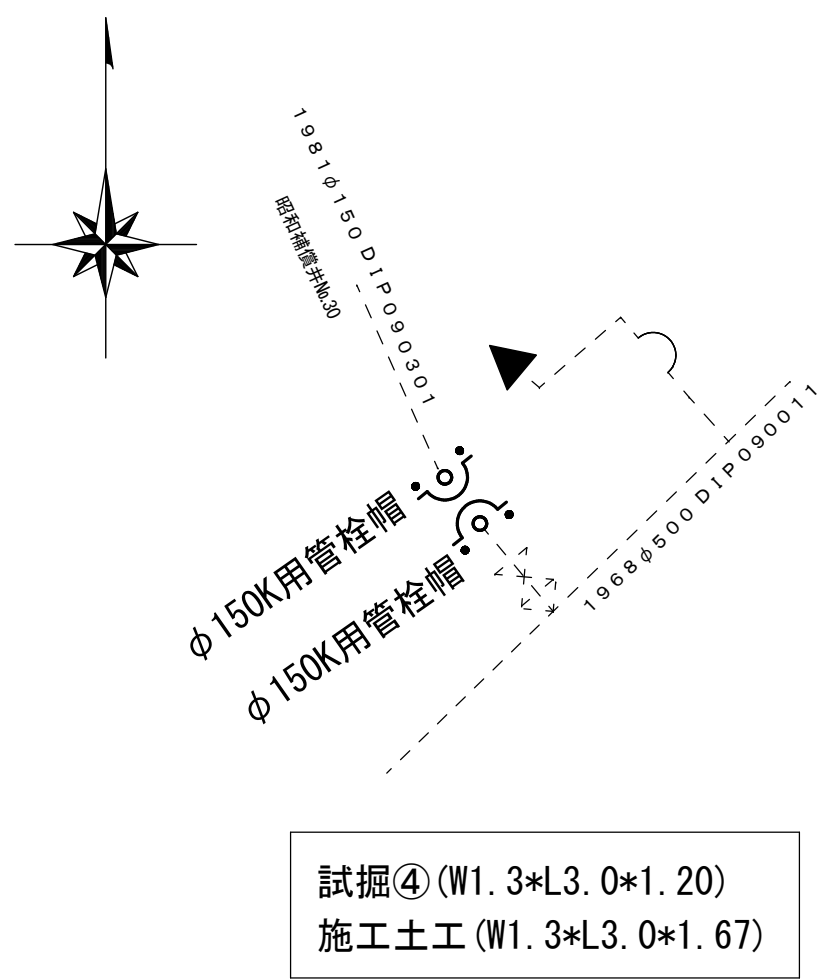 1981φ150DIP090301
昭和補償井№30
1968φ500DIP090011
φ150K用管栓帽
φ150K用管栓帽
試掘④(W1.3*L3.0*1.20)
施工土工(W1.3*L3.0*1.67)